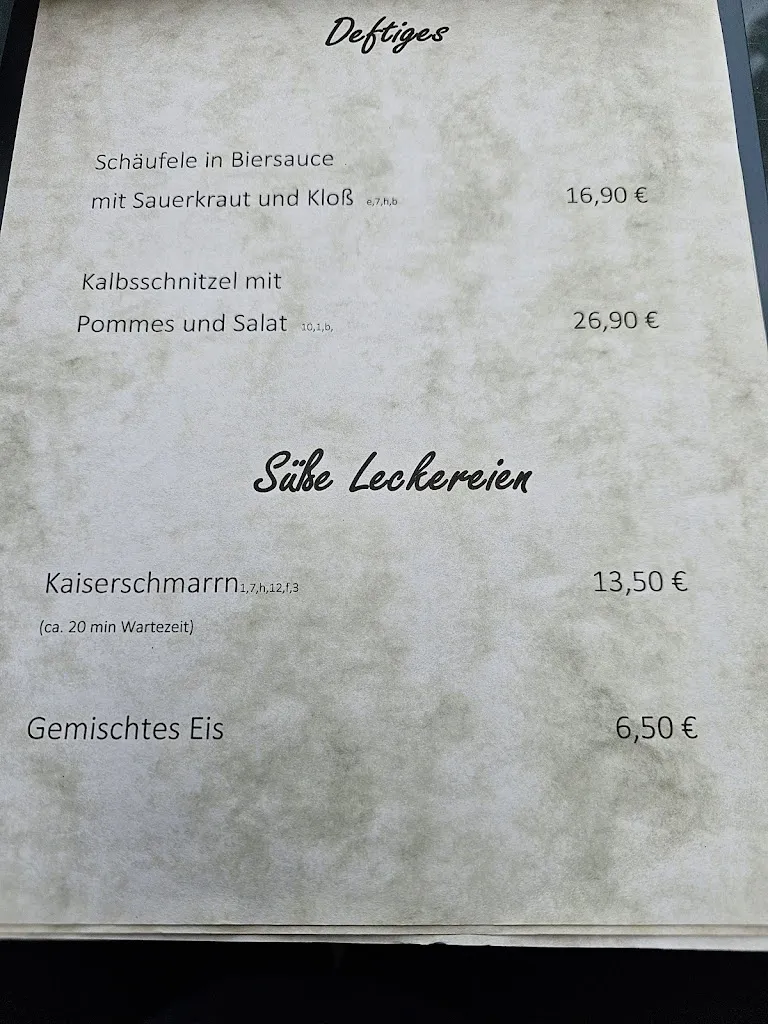 Deftiges
Schäufele in Biersauce
mit Sauerkraut und Kloß e,7,h,b 16,90 €
Kalbsschnitzel mit
Pommes und Salat 10,1,b, 26,90 €
Süße Leckereien
Kaiserschmarrn1,7,h,12,f,3 13,50 €
(ca. 20 min Wartezeit)
Gemischtes Eis 6,50 €